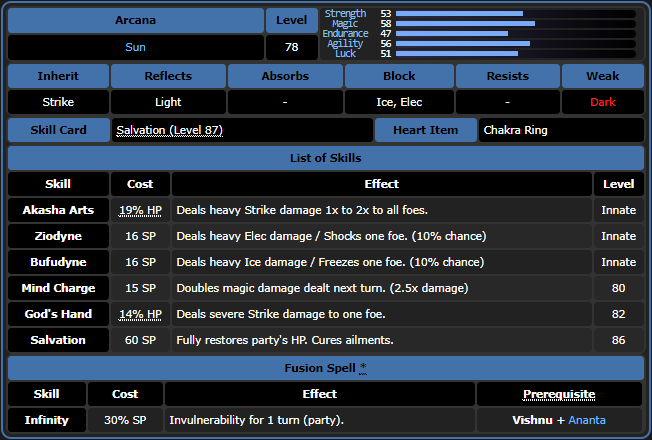 Arcana Level
Sun 78
Strength 53
Magic 58
Endurance 47
Agility 56
Luck 51
Inherit Reflects Absorbs Block Resists Weak
Strike Light - Ice, Elec - Dark
Skill Card Salvation (Level 87) Heart Item Chakra Ring
List of Skills
Skill Cost Effect Level
Akasha Arts 19% HP Deals heavy Strike damage 1x to 2x to all foes. Innate
Ziodyne 16 SP Deals heavy Elec damage / Shocks one foe. (10% chance) Innate
Bufudyne 16 SP Deals heavy Ice damage / Freezes one foe. (10% chance) Innate
Mind Charge 15 SP Doubles magic damage dealt next turn. (2.5x damage) 80
God's Hand 14% HP Deals severe Strike damage to one foe. 82
Salvation 60 SP Fully restores party's HP. Cures ailments. 86
Fusion Spell *
Skill Cost Effect Prerequisite
Infinity 30% SP Invulnerability for 1 turn (party). Vishnu + Ananta